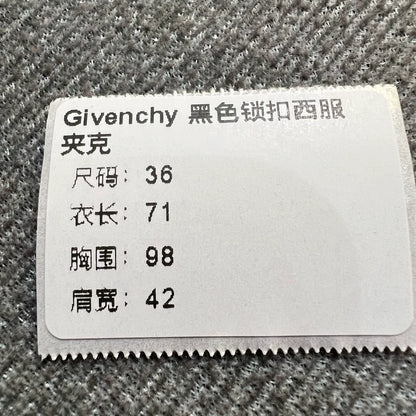 Givenchy 黑色锁扣西服
夹克
尺码：36
衣长：71
胸围：98
肩宽：42